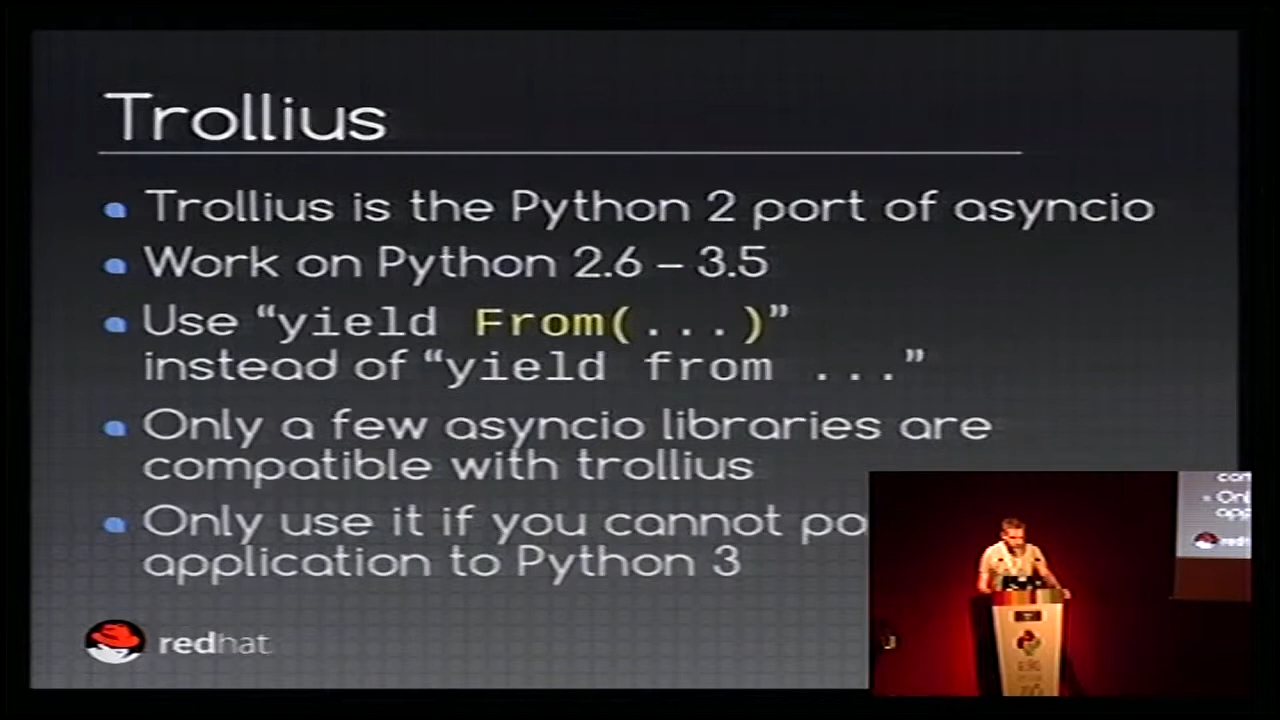 Trollius
Trollius is the Python 2 port of asyncio
Work on Python 2.6 – 3.5
Use “yield From(...)”
instead of “yield from ...”
Only a few asyncio libraries are
compatible with trollius
Only use it if you cannot
application to Python 3
redhat